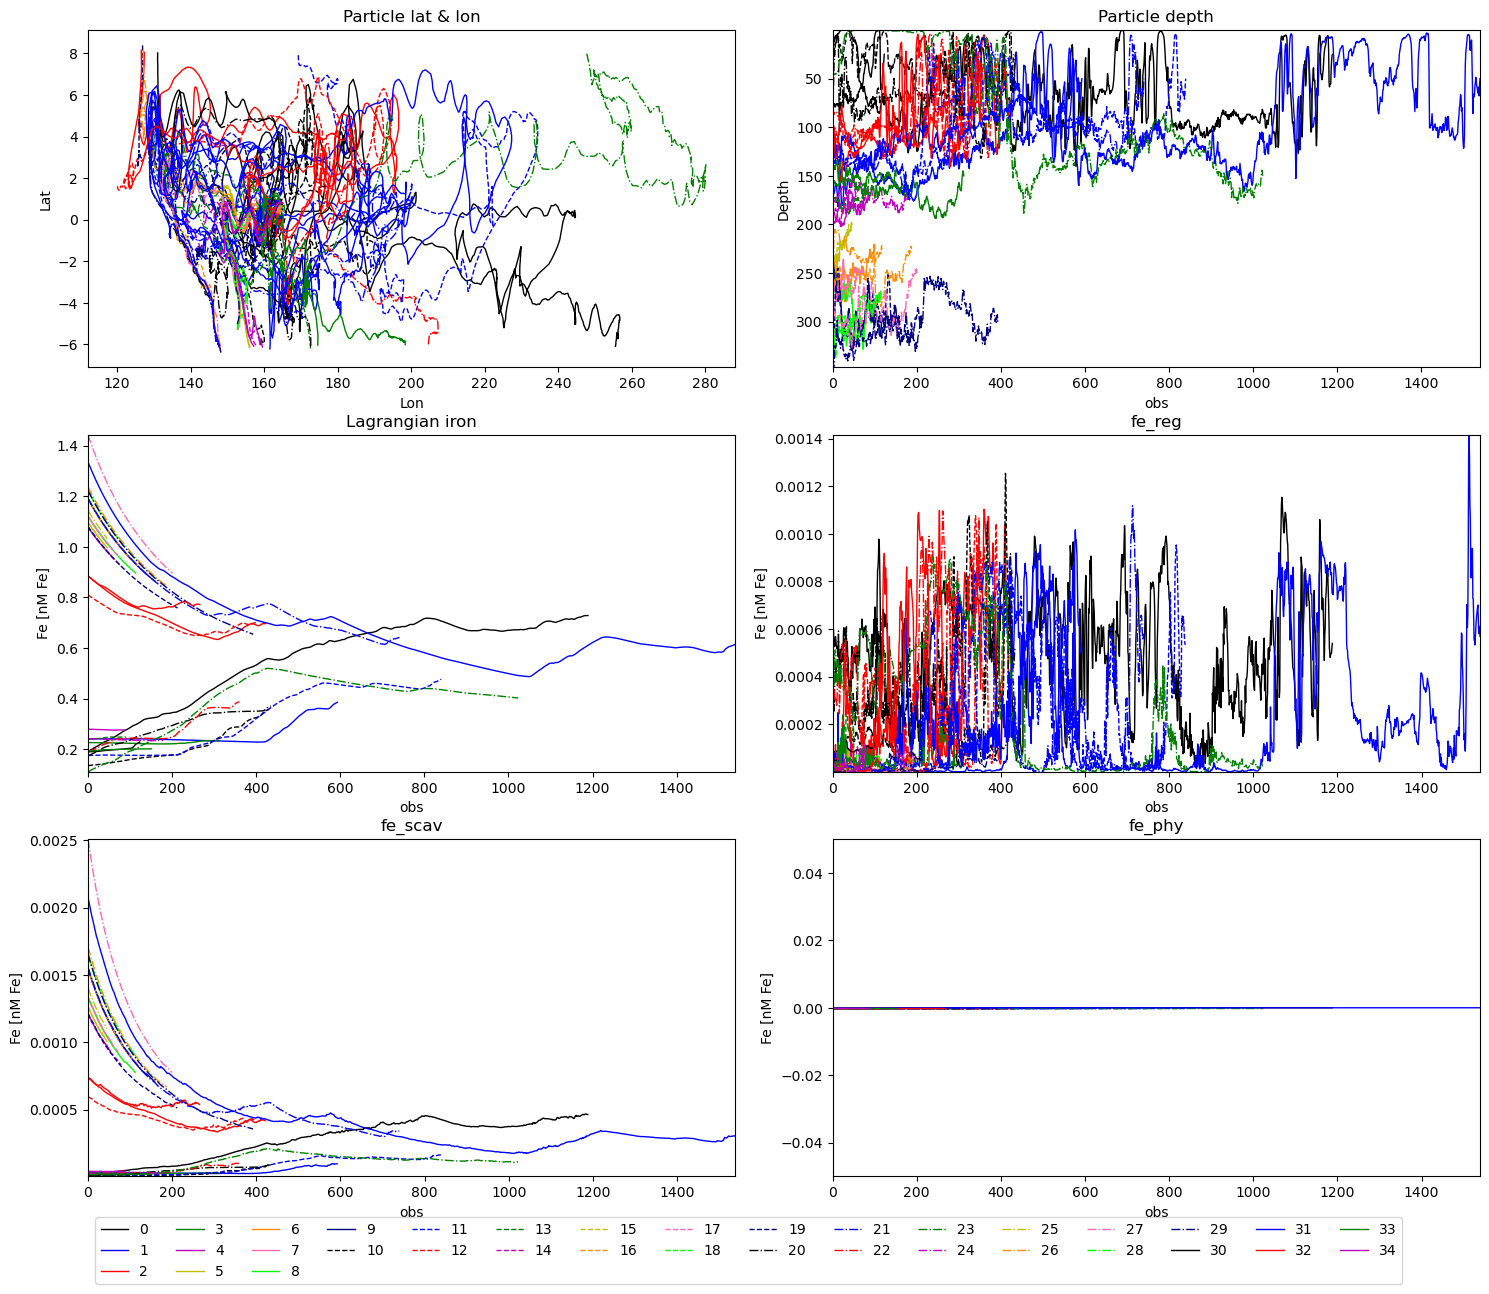 Particle lat & lon
8
6
4
2
0
−2
−4
−6
Lat
120 140 160 180 200 220 240 260 280
Lon
Particle depth
50
100
150
200
250
300
Depth
0 200 400 600 800 1000 1200 1400
obs
Lagrangian iron
1.4
1.2
1.0
0.8
0.6
0.4
0.2
Fe [nM Fe]
0 200 400 600 800 1000 1200 1400
obs
fe_reg
0.0014
0.0012
0.0010
0.0008
0.0006
0.0004
0.0002
Fe [nM Fe]
0 200 400 600 800 1000 1200 1400
obs
fe_scav
0.0025
0.0020
0.0015
0.0010
0.0005
Fe [nM Fe]
0 200 400 600 800 1000 1200 1400
obs
fe_phy
0.04
0.02
0.00
−0.02
−0.04
Fe [nM Fe]
0 200 400 600 800 1000 1200 1400
obs
0 3 6 9 11 13 15 17 19 21 23 25 27 29 31 33
1 4 7 10 12 14 16 18 20 22 24 26 28 30 32 34
2 5 8